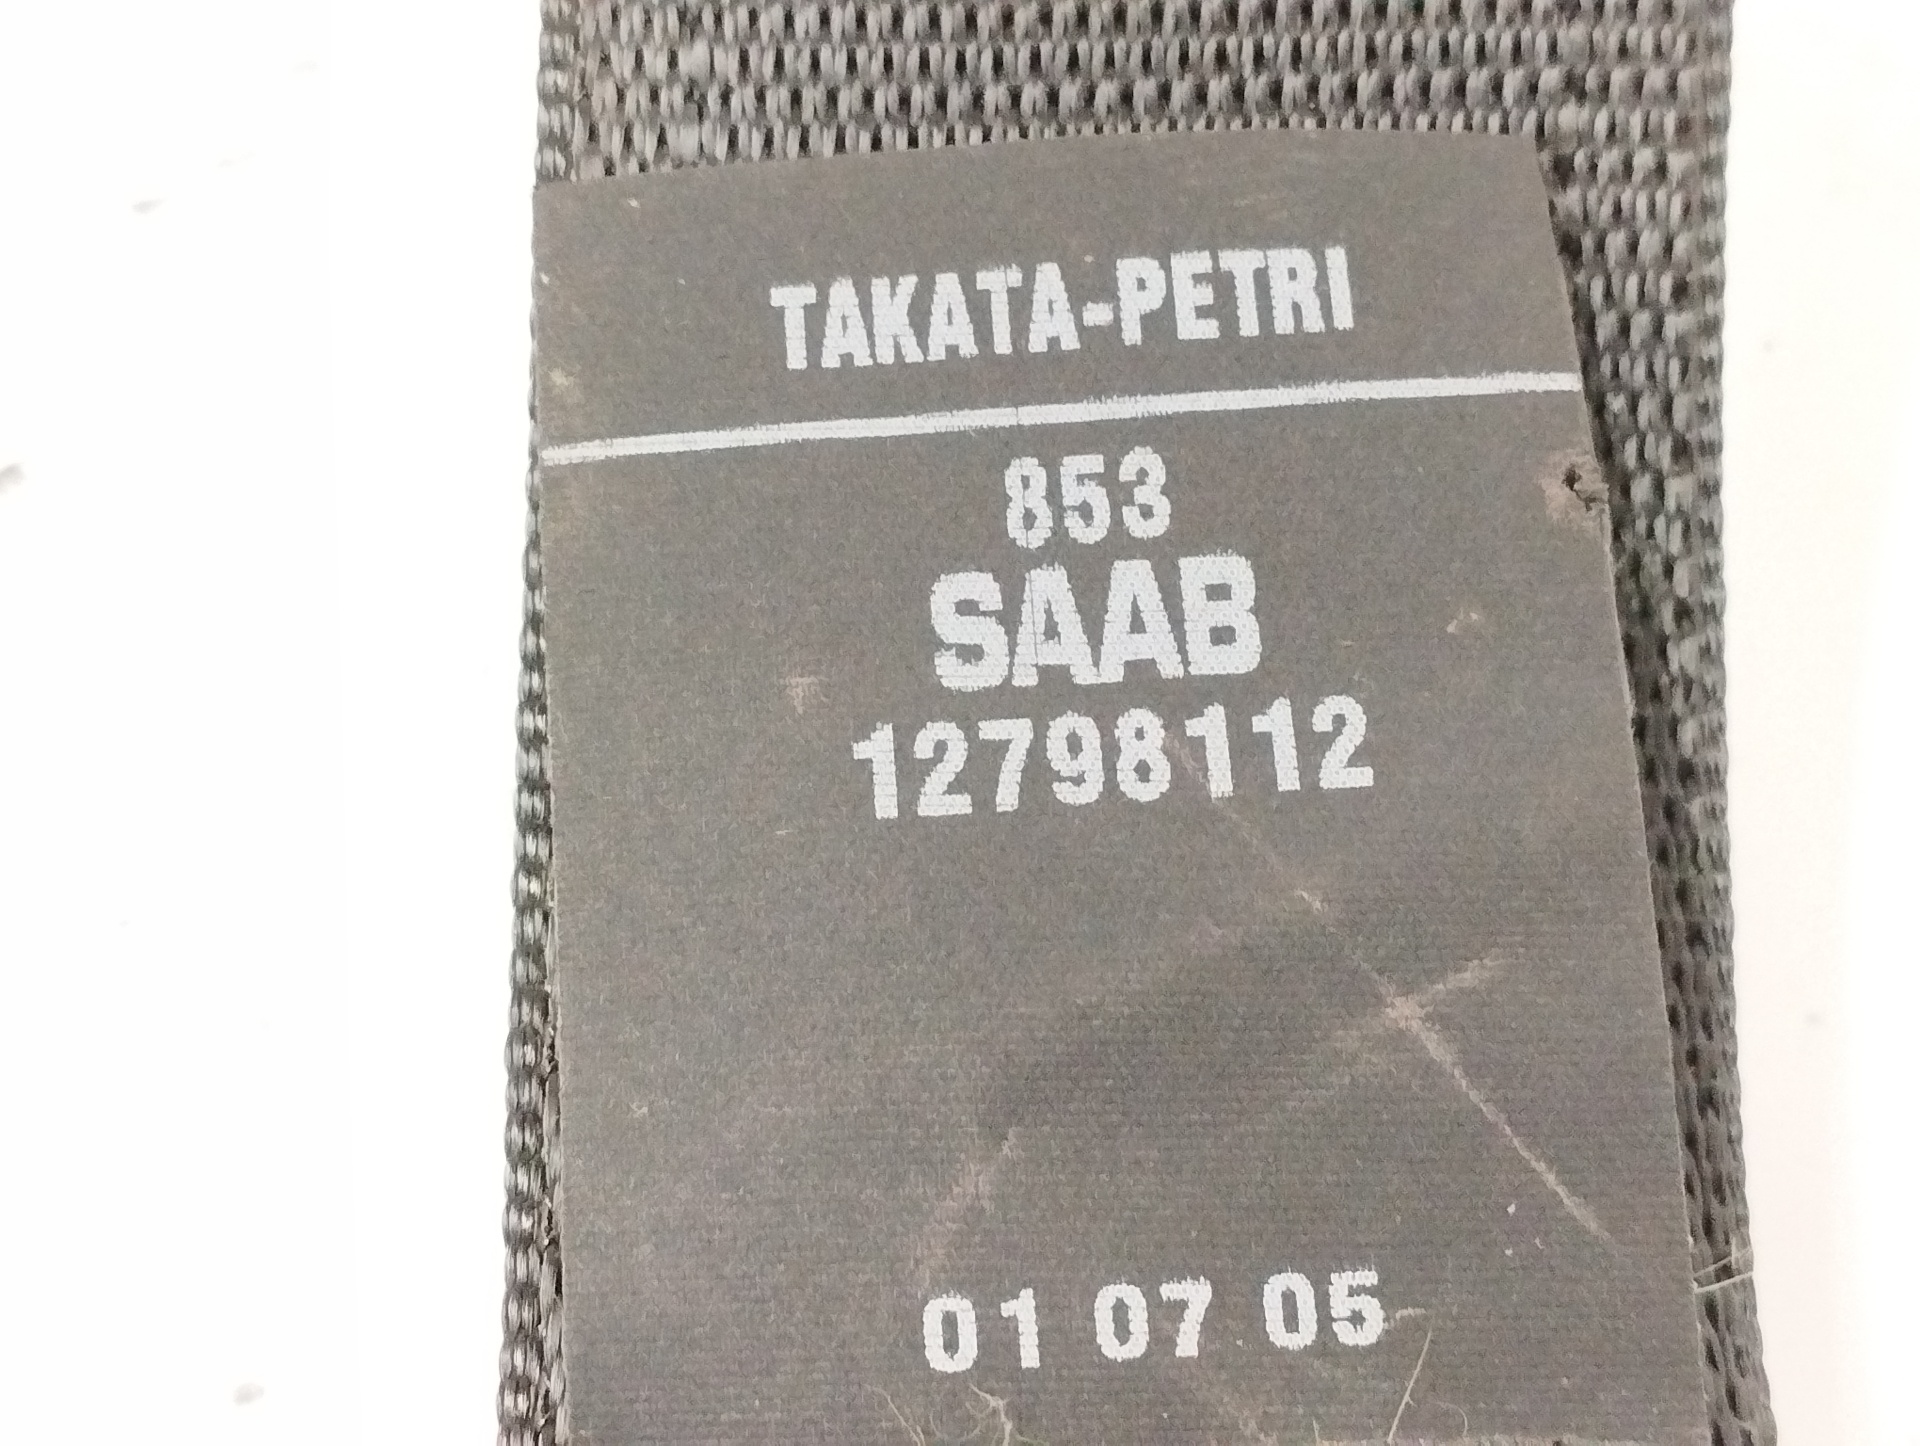 TAKATA-PETRI
853
SAAB
12798112
01 07 05